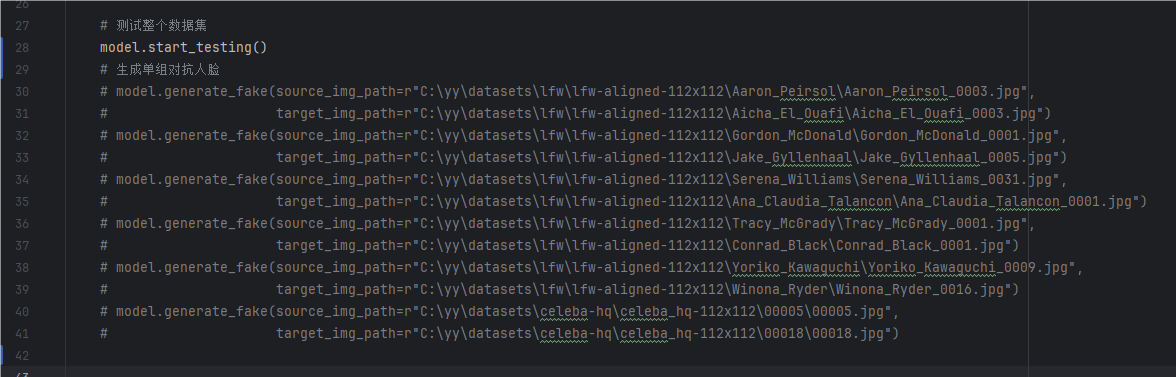 26
27 # 测试整个数据集
28 model.start_testing()
29 # 生成单组对抗人脸
30 # model.generate_fake(source_img_path=r"C:\yy\datasets\lfw\lfw-aligned-112x112\Aaron_Peirsol\Aaron_Peirsol_0003.jpg",
31 # target_img_path=r"C:\yy\datasets\lfw\lfw-aligned-112x112\Aicha_El_Ouafi\Aicha_El_Ouafi_0003.jpg")
32 # model.generate_fake(source_img_path=r"C:\yy\datasets\lfw\lfw-aligned-112x112\Gordon_McDonald\Gordon_McDonald_0001.jpg",
33 # target_img_path=r"C:\yy\datasets\lfw\lfw-aligned-112x112\Jake_Gyllenhaal\Jake_Gyllenhaal_0005.jpg")
34 # model.generate_fake(source_img_path=r"C:\yy\datasets\lfw\lfw-aligned-112x112\Serena_Williams\Serena_Williams_0031.jpg",
35 # target_img_path=r"C:\yy\datasets\lfw\lfw-aligned-112x112\Ana_Claudia_Talancon\Ana_Claudia_Talancon_0001.jpg")
36 # model.generate_fake(source_img_path=r"C:\yy\datasets\lfw\lfw-aligned-112x112\Tracy_McGrady\Tracy_McGrady_0001.jpg",
37 # target_img_path=r"C:\yy\datasets\lfw\lfw-aligned-112x112\Conrad_Black\Conrad_Black_0001.jpg")
38 # model.generate_fake(source_img_path=r"C:\yy\datasets\lfw\lfw-aligned-112x112\Yoriko_Kawaguchi\Yoriko_Kawaguchi_0009.jpg",
39 # target_img_path=r"C:\yy\datasets\lfw\lfw-aligned-112x112\Winona_Ryder\Winona_Ryder_0016.jpg")
40 # model.generate_fake(source_img_path=r"C:\yy\datasets\celeba-hq\celeba_hq-112x112\00005\00005.jpg",
41 # target_img_path=r"C:\yy\datasets\celeba-hq\celeba_hq-112x112\00018\00018.jpg")
42
43